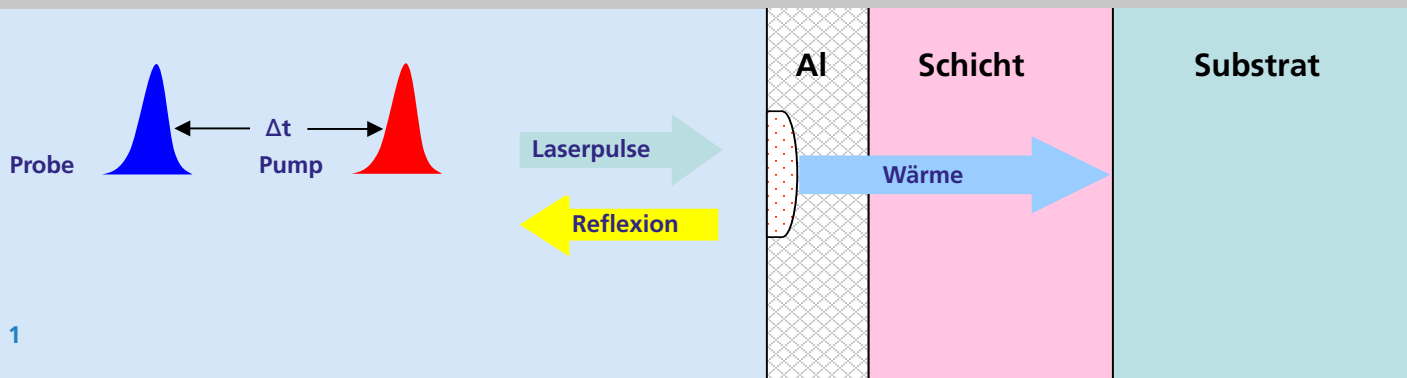 Al
Schicht
Substrat
Δt
Probe
Pump
Laserpulse
Wärme
Reflexion
1